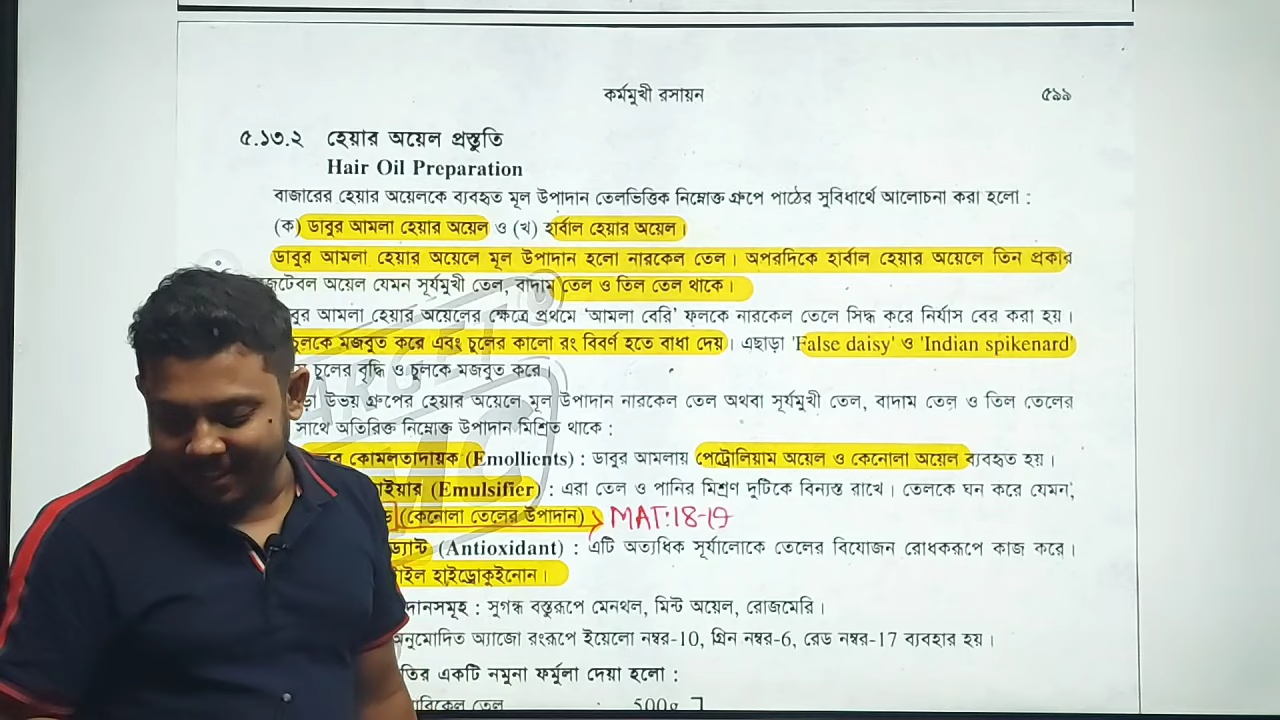 কর্মমুখী রসায়ন ৫৯৯
৫.১৩.২ হেয়ার অয়েল প্রস্তুতি
Hair Oil Preparation
বাজারের হেয়ার অয়েলকে ব্যবহৃত মূল উপাদান তেলভিত্তিক নিম্নোক্ত গ্রুপে পাঠের সুবিধার্থে আলোচনা করা হলো :
(ক) ডাবুর আমলা হেয়ার অয়েল ও (খ) হার্বাল হেয়ার অয়েল।
ডাবুর আমলা হেয়ার অয়েলে মূল উপাদান হলো নারকেল তেল। অপরদিকে হার্বাল হেয়ার অয়েলে তিন প্রকার
অয়েল যেমন সূর্যমুখী তেল, বাদাম তেল ও তিল তেল থাকে।
আমলা হেয়ার অয়েলের ক্ষেত্রে প্রথমে ‘আমলা বেরি’ ফলকে নারকেল তেলে সিদ্ধ করে নির্যাস বের করা হয়।
চুলকে মজবুত করে এবং চুলের কালো রং বিবর্ণ হতে বাধা দেয়। এছাড়া 'False daisy' ও 'Indian spikenard'
চুলের বৃদ্ধি ও চুলকে মজবুত করে।
উভয় গ্রুপের হেয়ার অয়েলে মূল উপাদান নারকেল তেল অথবা সূর্যমুখী তেল, বাদাম তেল ও তিল তেলের
সাথে অতিরিক্ত নিম্নোক্ত উপাদান মিশ্রিত থাকে :
কোমলতাদায়ক (Emollients) : ডাবুর আমলায় পেট্রোলিয়াম অয়েল ও কেনোলা অয়েল ব্যবহৃত হয়।
(Emulsifier) : এরা তেল ও পানির মিশ্রণ দুটিকে বিন্যস্ত রাখে। তেলকে ঘন করে যেমন,
(কেনোলা তেলের উপাদান) MAT:18-19
(Antioxidant) : এটি অত্যধিক সূর্যালোকে তেলের বিযোজন রোধকরূপে কাজ করে।
হাইড্রোকুইনোন।
সুগন্ধ বস্তুরূপে মেনথল, মিন্ট অয়েল, রোজমেরি।
অনুমোদিত অ্যাজো রংরূপে ইয়েলো নম্বর-10, গ্রিন নম্বর-6, রেড নম্বর-17 ব্যবহার হয়।
একটি নমুনা ফর্মুলা দেয়া হলো :
তেল : 500g